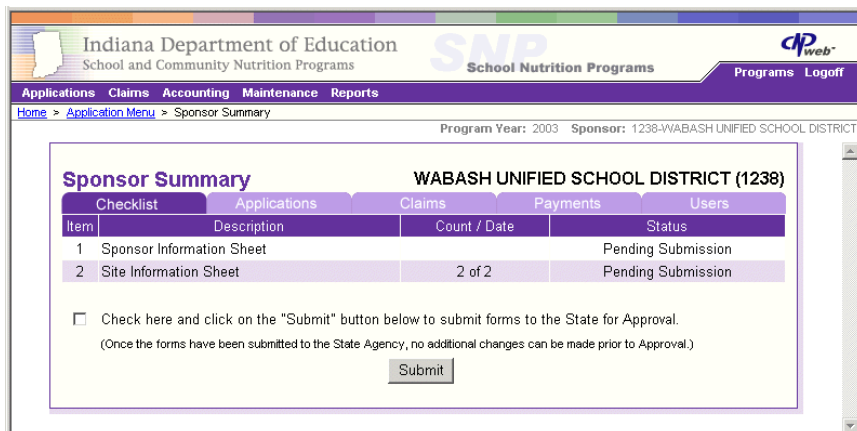 Indiana Department of Education
School and Community Nutrition Programs
SNP
School Nutrition Programs
CNPweb
Programs Logoff
Applications Claims Accounting Maintenance Reports
Home > Application Menu > Sponsor Summary
Program Year: 2003 Sponsor: 1238-WABASH UNIFIED SCHOOL DISTRICT
Sponsor Summary WABASH UNIFIED SCHOOL DISTRICT (1238)
Checklist Applications Claims Payments Users
Item Description Count / Date Status
1 Sponsor Information Sheet Pending Submission
2 Site Information Sheet 2 of 2 Pending Submission
Check here and click on the "Submit" button below to submit forms to the State for Approval.
(Once the forms have been submitted to the State Agency, no additional changes can be made prior to Approval.)
Submit